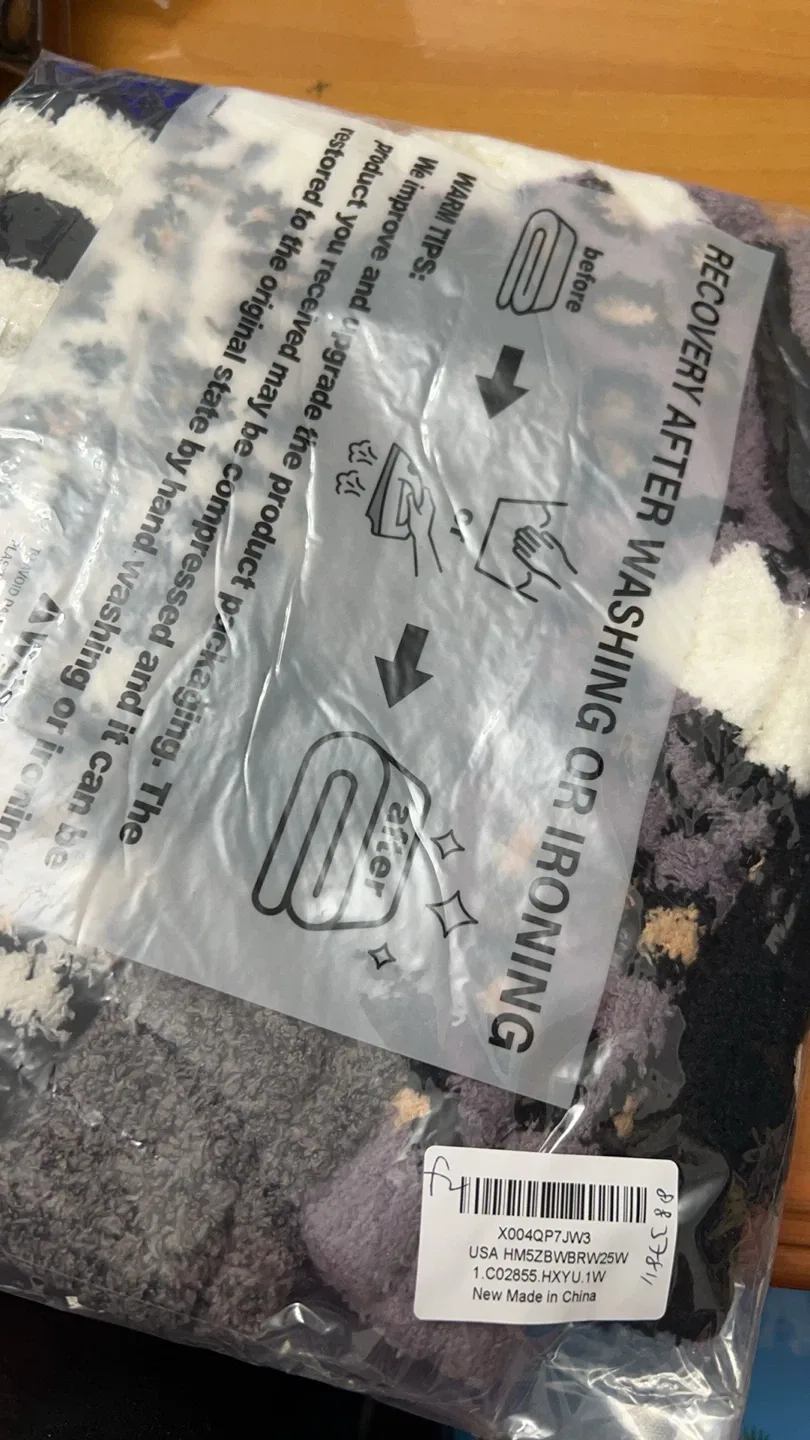 RECOVERY AFTER WASHING OR IRONING
before
or
after
WARM TIPS:
We improve and upgrade the product packaging. The
product you received may be compressed and it can be
restored to the original state by hand washing or ironing
X004QP7JW3
USA HM5ZBWBRW25W
1.C02855.HXYU.1W
New Made in China